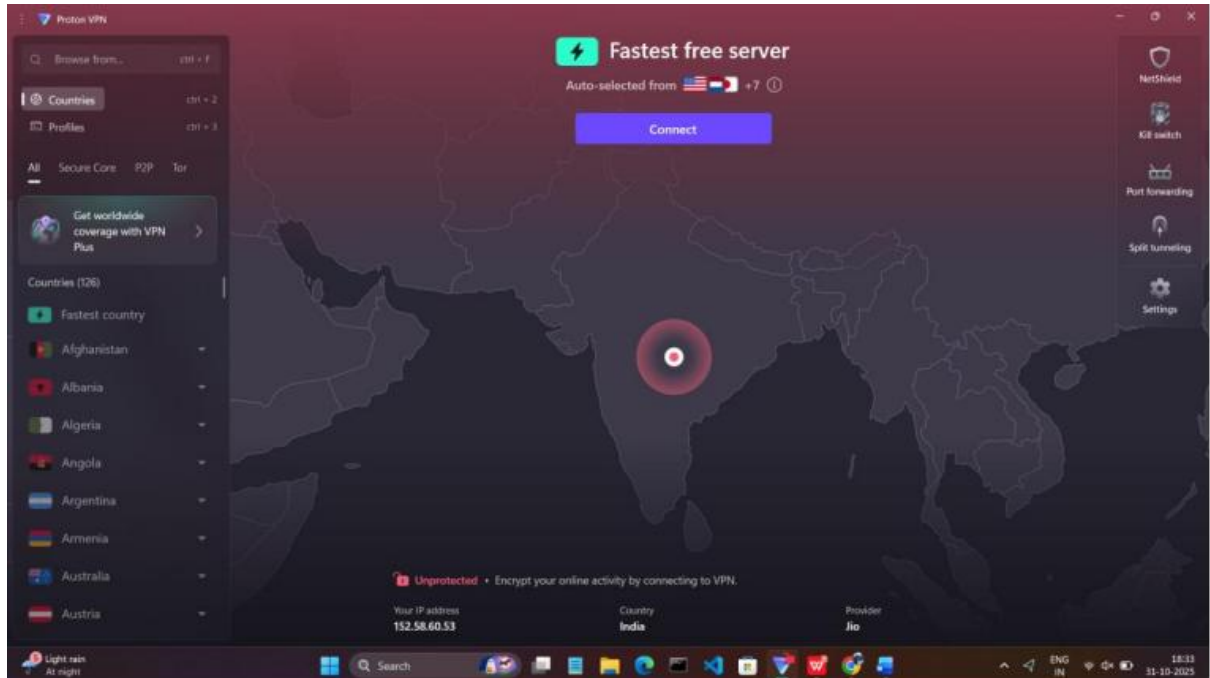 Proton VPN
Browse from... ctrl + f
Countries ctrl + 2
Profiles ctrl + 3
All Secure Core P2P Tor
Get worldwide
coverage with VPN
Plus
Countries (126)
Fastest country
Afghanistan
Albania
Algeria
Angola
Argentina
Armenia
Australia
Austria
Fastest free server
Auto-selected from +7
Connect
NetShield
Kill switch
Port forwarding
Split tunneling
Settings
Unprotected • Encrypt your online activity by connecting to VPN.
Your IP address Country Provider
152.58.60.53 India Jio
Light rain
At night
Search
ENG
IN
18:33
31-10-2025